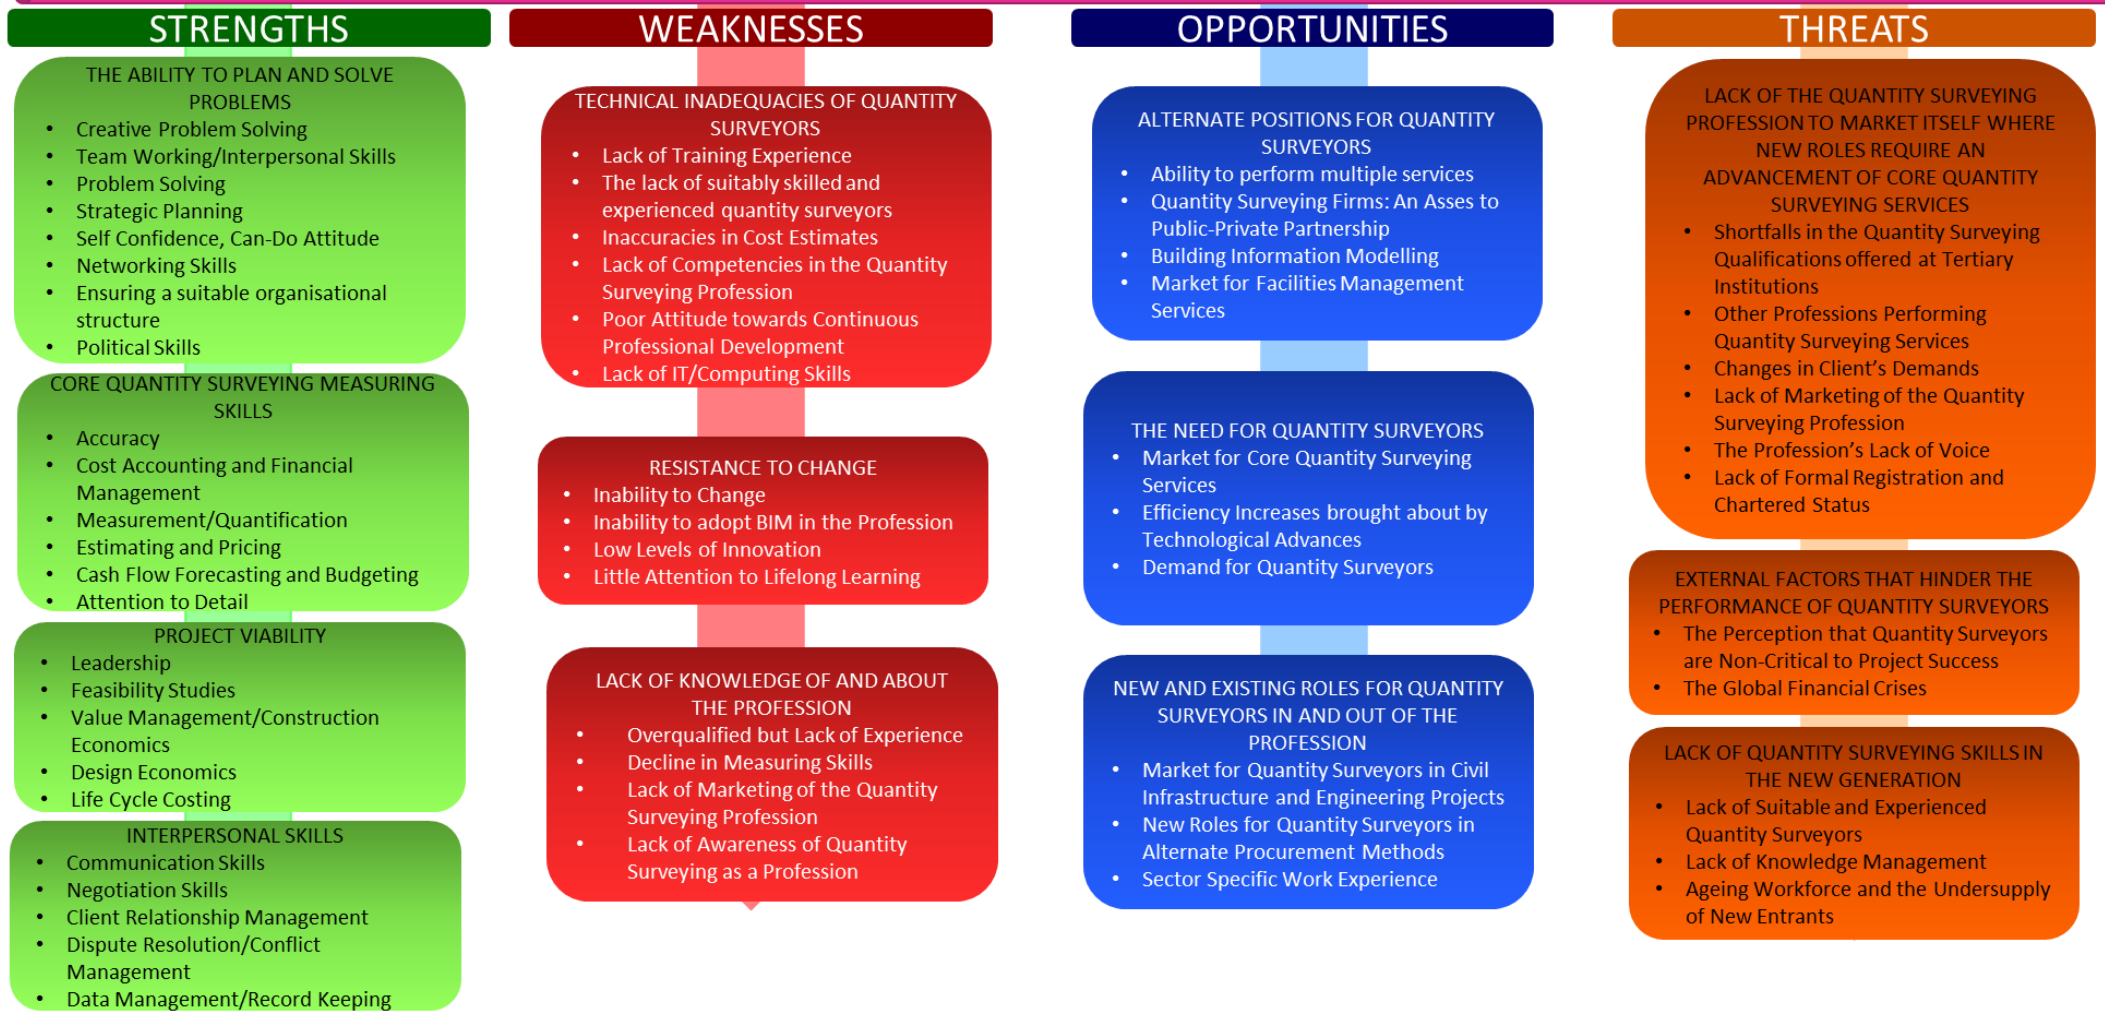 STRENGTHS
THE ABILITY TO PLAN AND SOLVE
PROBLEMS
• Creative Problem Solving
• Team Working/Interpersonal Skills
• Problem Solving
• Strategic Planning
• Self Confidence, Can-Do Attitude
• Networking Skills
• Ensuring a suitable organisational
structure
• Political Skills
CORE QUANTITY SURVEYING MEASURING
SKILLS
• Accuracy
• Cost Accounting and Financial
Management
• Measurement/Quantification
• Estimating and Pricing
• Cash Flow Forecasting and Budgeting
• Attention to Detail
PROJECT VIABILITY
• Leadership
• Feasibility Studies
• Value Management/Construction
Economics
• Design Economics
• Life Cycle Costing
INTERPERSONAL SKILLS
• Communication Skills
• Negotiation Skills
• Client Relationship Management
• Dispute Resolution/Conflict
Management
• Data Management/Record Keeping
WEAKNESSES
TECHNICAL INADEQUACIES OF QUANTITY
SURVEYORS
• Lack of Training Experience
• The lack of suitably skilled and
experienced quantity surveyors
• Inaccuracies in Cost Estimates
• Lack of Competencies in the Quantity
Surveying Profession
• Poor Attitude towards Continuous
Professional Development
• Lack of IT/Computing Skills
RESISTANCE TO CHANGE
• Inability to Change
• Inability to adopt BIM in the Profession
• Low Levels of Innovation
• Little Attention to Lifelong Learning
LACK OF KNOWLEDGE OF AND ABOUT
THE PROFESSION
• Overqualified but Lack of Experience
• Decline in Measuring Skills
• Lack of Marketing of the Quantity
Surveying Profession
• Lack of Awareness of Quantity
Surveying as a Profession
OPPORTUNITIES
ALTERNATE POSITIONS FOR QUANTITY
SURVEYORS
• Ability to perform multiple services
• Quantity Surveying Firms: An Asses to
Public-Private Partnership
• Building Information Modelling
• Market for Facilities Management
Services
THE NEED FOR QUANTITY SURVEYORS
• Market for Core Quantity Surveying
Services
• Efficiency Increases brought about by
Technological Advances
• Demand for Quantity Surveyors
NEW AND EXISTING ROLES FOR QUANTITY
SURVEYORS IN AND OUT OF THE
PROFESSION
• Market for Quantity Surveyors in Civil
Infrastructure and Engineering Projects
• New Roles for Quantity Surveyors in
Alternate Procurement Methods
• Sector Specific Work Experience
THREATS
LACK OF THE QUANTITY SURVEYING
PROFESSION TO MARKET ITSELF WHERE
NEW ROLES REQUIRE AN
ADVANCEMENT OF CORE QUANTITY
SURVEYING SERVICES
• Shortfalls in the Quantity Surveying
Qualifications offered at Tertiary
Institutions
• Other Professions Performing
Quantity Surveying Services
• Changes in Client’s Demands
• Lack of Marketing of the Quantity
Surveying Profession
• The Profession’s Lack of Voice
• Lack of Formal Registration and
Chartered Status
EXTERNAL FACTORS THAT HINDER THE
PERFORMANCE OF QUANTITY SURVEYORS
• The Perception that Quantity Surveyors
are Non-Critical to Project Success
• The Global Financial Crises
LACK OF QUANTITY SURVEYING SKILLS IN
THE NEW GENERATION
• Lack of Suitable and Experienced
Quantity Surveyors
• Lack of Knowledge Management
• Ageing Workforce and the Undersupply
of New Entrants